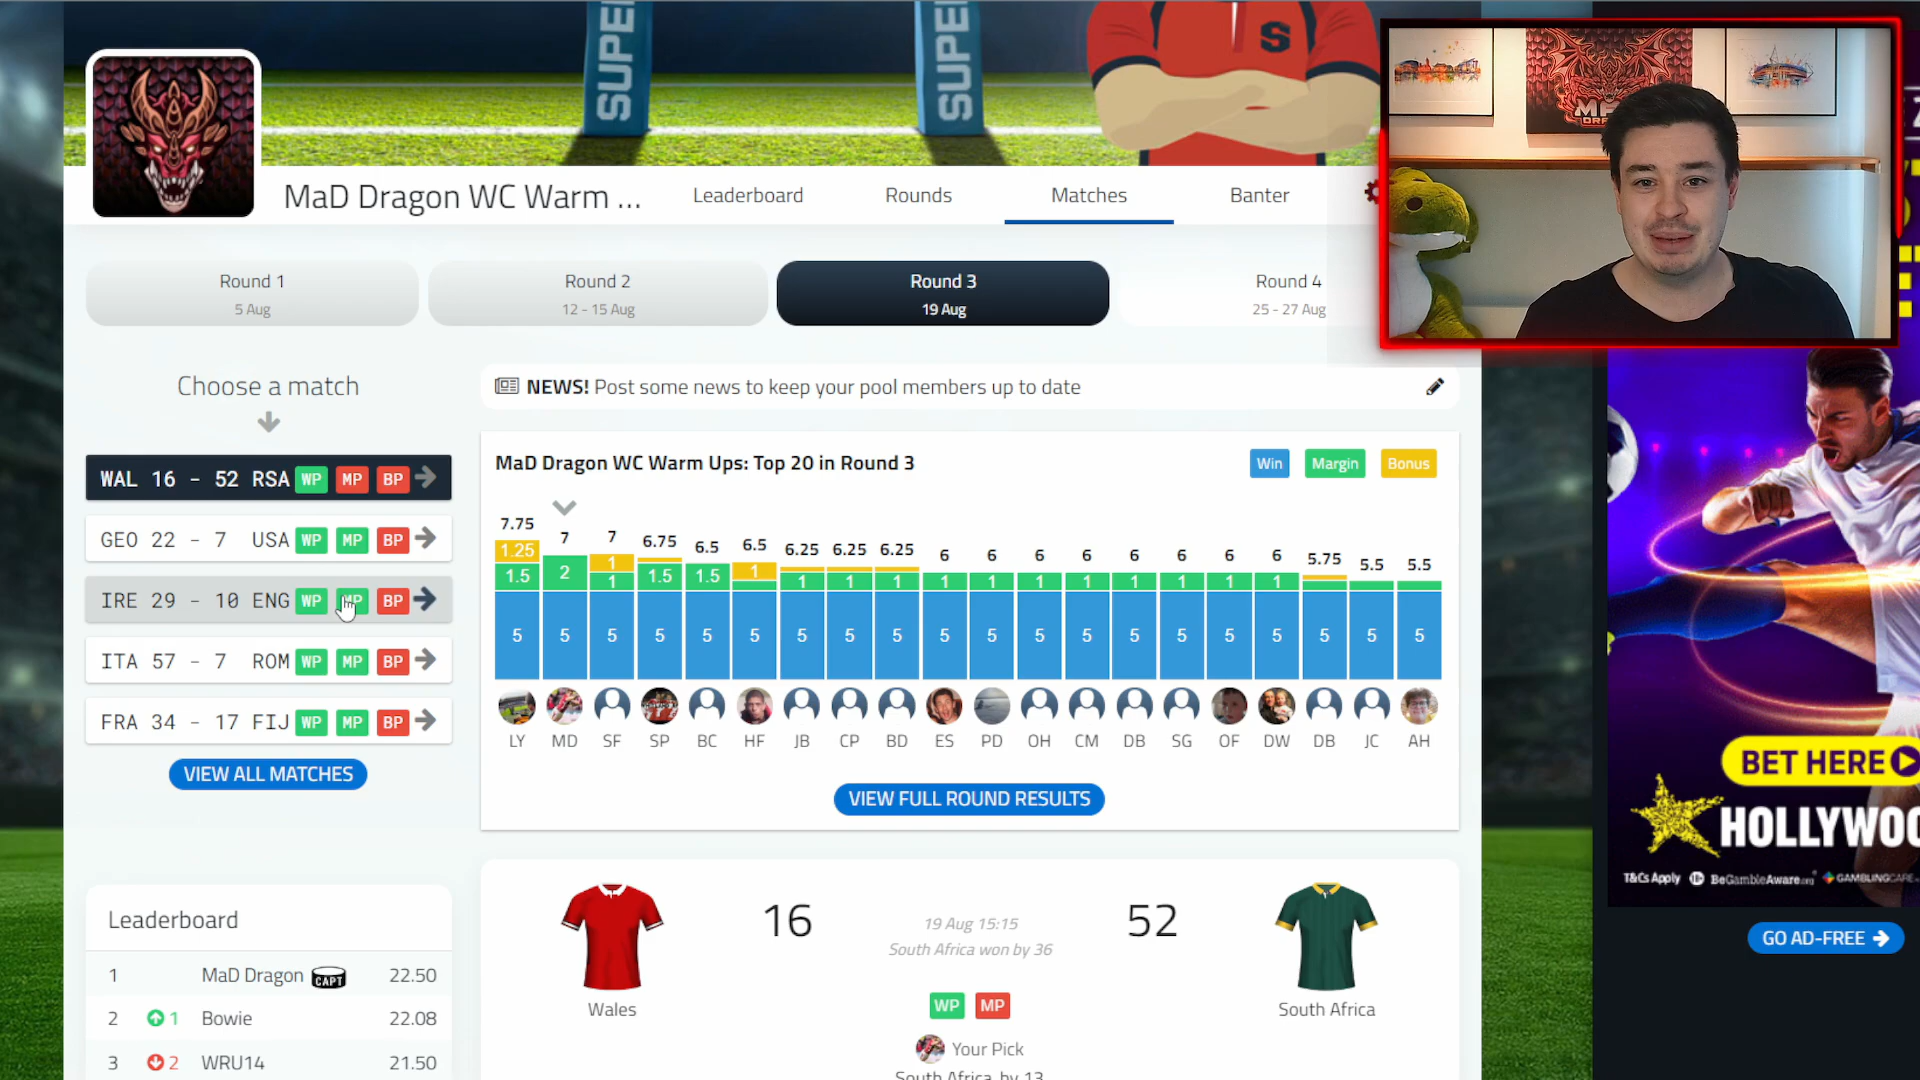 SUPE
SUPE
S
MaD Dragon WC Warm ...
Leaderboard
Rounds
Matches
Banter
Round 1
5 Aug
Round 2
12 - 15 Aug
Round 3
19 Aug
Round 4
25 - 27 Aug
Choose a match
NEWS! Post some news to keep your pool members up to date
WAL 16 - 52 RSA WP MP BP
GEO 22 - 7 USA WP MP BP
IRE 29 - 10 ENG WP BP
ITA 57 - 7 ROM WP MP BP
FRA 34 - 17 FIJ WP MP BP
VIEW ALL MATCHES
MaD Dragon WC Warm Ups: Top 20 in Round 3
Win Margin Bonus
7.75 7 7 6.75 6.5 6.5 6.25 6.25 6.25 6 6 6 6 6 6 6 6 5.75 5.5 5.5
1.25 1 1
1.5 2 1 1.5 1.5 1 1 1 1 1 1 1 1 1 1 1
5 5 5 5 5 5 5 5 5 5 5 5 5 5 5 5 5 5 5 5
LY MD SF SP BC HF JB CP BD ES PD OH CM DB SG OF DW DB JC AH
VIEW FULL ROUND RESULTS
Leaderboard
1 MaD Dragon CAPT 22.50
2 1 Bowie 22.08
3 2 WRU14 21.50
16
19 Aug 15:15
South Africa won by 36
52
Wales
South Africa
WP MP
Your Pick
South Africa by 13
BET HERE
HOLLYWOO
T&Cs Apply BeGambleAware.org GAMBLINGCARE
GO AD-FREE